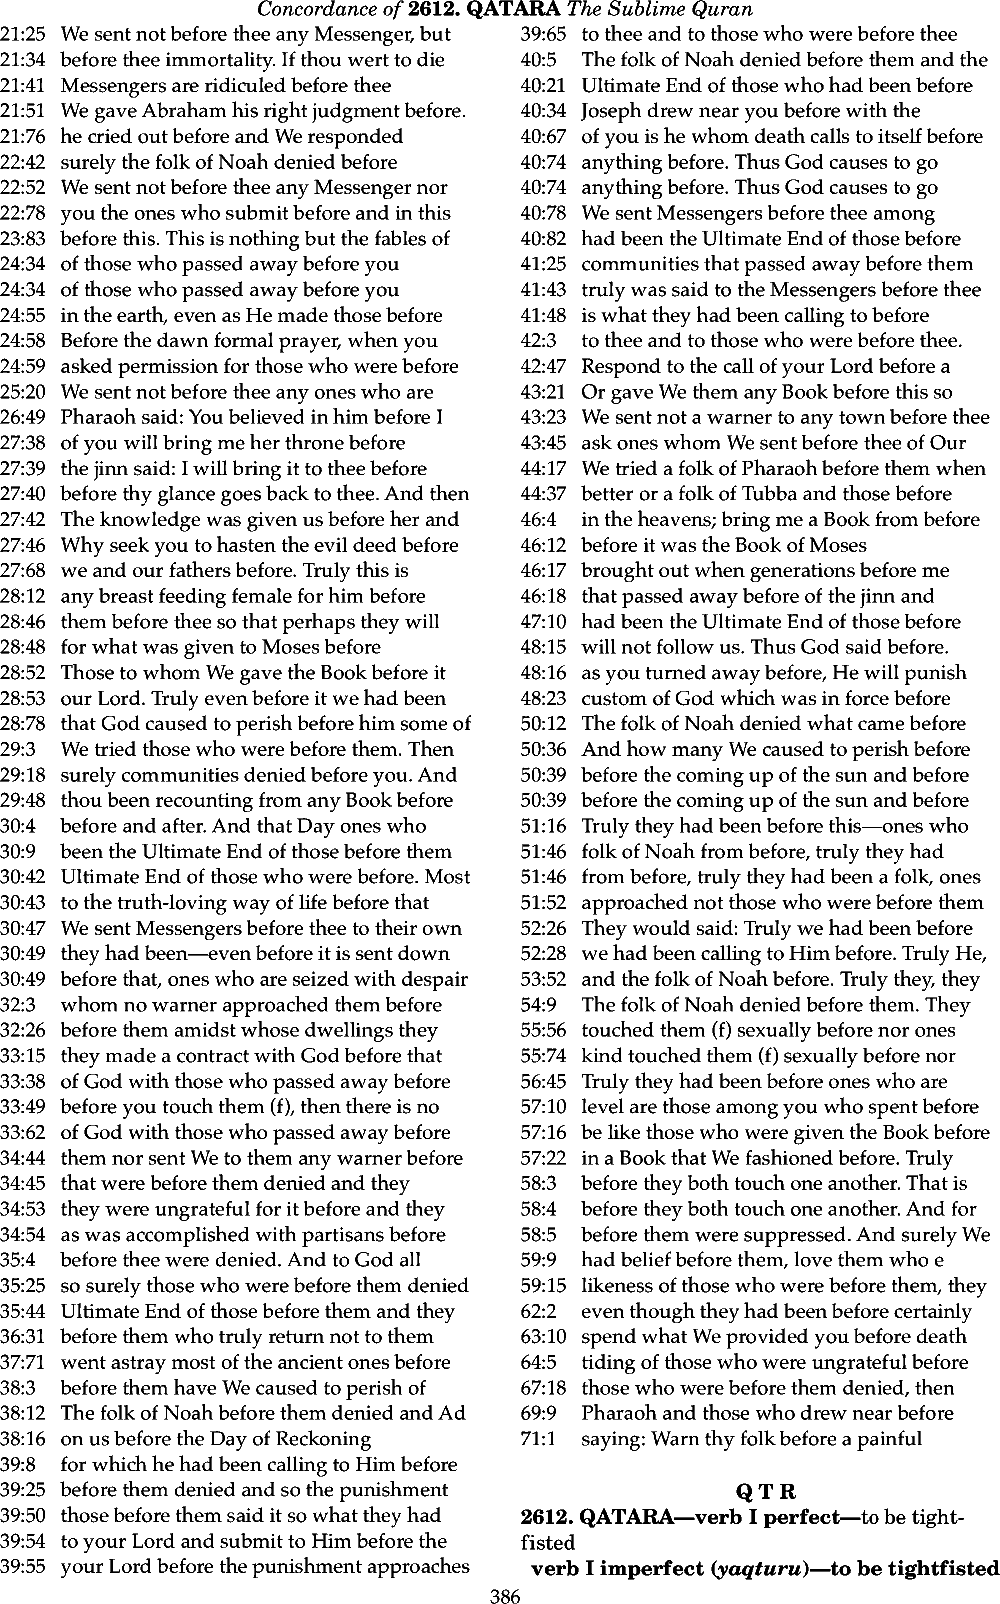 Concordance of 2612. QATARA The Sublime Quran
21:25 We sent not before thee any Messenger, but
21:34 before thee immortality. If thou wert to die
21:41 Messengers are ridiculed before thee
21:51 We gave Abraham his right judgment before.
21:76 he cried out before and We responded
22:42 surely the folk of Noah denied before
22:52 We sent not before thee any Messenger nor
22:78 you the ones who submit before and in this
23:83 before this. This is nothing but the fables of
24:34 of those who passed away before you
24:34 of those who passed away before you
24:55 in the earth, even as He made those before
24:58 Before the dawn formal prayer, when you
24:59 asked permission for those who were before
25:20 We sent not before thee any ones who are
26:49 Pharaoh said: You believed in him before I
27:38 of you will bring me her throne before
27:39 the jinn said: I will bring it to thee before
27:40 before thy glance goes back to thee. And then
27:42 The knowledge was given us before her and
27:46 Why seek you to hasten the evil deed before
27:68 we and our fathers before. Truly this is
28:12 any breast feeding female for him before
28:46 them before thee so that perhaps they will
28:48 for what was given to Moses before
28:52 Those to whom We gave the Book before it
28:53 our Lord. Truly even before it we had been
28:78 that God caused to perish before him some of
29:3 We tried those who were before them. Then
29:18 surely communities denied before you. And
29:48 thou been recounting from any Book before
30:4 before and after. And that Day ones who
30:9 been the Ultimate End of those before them
30:42 Ultimate End of those who were before. Most
30:43 to the truth-loving way of life before that
30:47 We sent Messengers before thee to their own
30:49 they had been—even before it is sent down
30:49 before that, ones who are seized with despair
32:3 whom no warner approached them before
32:26 before them amidst whose dwellings they
33:15 they made a contract with God before that
33:38 of God with those who passed away before
33:49 before you touch them (f), then there is no
33:62 of God with those who passed away before
34:44 them nor sent We to them any warner before
34:45 that were before them denied and they
34:53 they were ungrateful for it before and they
34:54 as was accomplished with partisans before
35:4 before thee were denied. And to God all
35:25 so surely those who were before them denied
35:44 Ultimate End of those before them and they
36:31 before them who truly return not to them
37:71 went astray most of the ancient ones before
38:3 before them have We caused to perish of
38:12 The folk of Noah before them denied and Ad
38:16 on us before the Day of Reckoning
39:8 for which he had been calling to Him before
39:25 before them denied and so the punishment
39:50 those before them said it so what they had
39:54 to your Lord and submit to Him before the
39:55 your Lord before the punishment approaches
39:65 to thee and to those who were before thee
40:5 The folk of Noah denied before them and the
40:21 Ultimate End of those who had been before
40:34 Joseph drew near you before with the
40:67 of you is he whom death calls to itself before
40:74 anything before. Thus God causes to go
40:74 anything before. Thus God causes to go
40:78 We sent Messengers before thee among
40:82 had been the Ultimate End of those before
41:25 communities that passed away before them
41:43 truly was said to the Messengers before thee
41:48 is what they had been calling to before
42:3 to thee and to those who were before thee.
42:47 Respond to the call of your Lord before a
43:21 Or gave We them any Book before this so
43:23 We sent not a warner to any town before thee
43:45 ask ones whom We sent before thee of Our
44:17 We tried a folk of Pharaoh before them when
44:37 better or a folk of Tubba and those before
46:4 in the heavens; bring me a Book from before
46:12 before it was the Book of Moses
46:17 brought out when generations before me
46:18 that passed away before of the jinn and
47:10 had been the Ultimate End of those before
48:15 will not follow us. Thus God said before.
48:16 as you turned away before, He will punish
48:23 custom of God which was in force before
50:12 The folk of Noah denied what came before
50:36 And how many We caused to perish before
50:39 before the coming up of the sun and before
50:39 before the coming up of the sun and before
51:16 Truly they had been before this—ones who
51:46 folk of Noah from before, truly they had
51:46 from before, truly they had been a folk, ones
51:52 approached not those who were before them
52:26 They would said: Truly we had been before
52:28 we had been calling to Him before. Truly He,
53:52 and the folk of Noah before. Truly they, they
54:9 The folk of Noah denied before them. They
55:56 touched them (f) sexually before nor ones
55:74 kind touched them (f) sexually before nor
56:45 Truly they had been before ones who are
57:10 level are those among you who spent before
57:16 be like those who were given the Book before
57:22 in a Book that We fashioned before. Truly
58:3 before they both touch one another. That is
58:4 before they both touch one another. And for
58:5 before them were suppressed. And surely We
59:9 had belief before them, love them who e
59:15 likeness of those who were before them, they
62:2 even though they had been before certainly
63:10 spend what We provided you before death
64:5 tiding of those who were ungrateful before
67:18 those who were before them denied, then
69:9 Pharaoh and those who drew near before
71:1 saying: Warn thy folk before a painful
Q T R
2612. QATARA—verb I perfect—to be tight-
fisted
verb I imperfect (yaqturu)—to be tightfisted
386